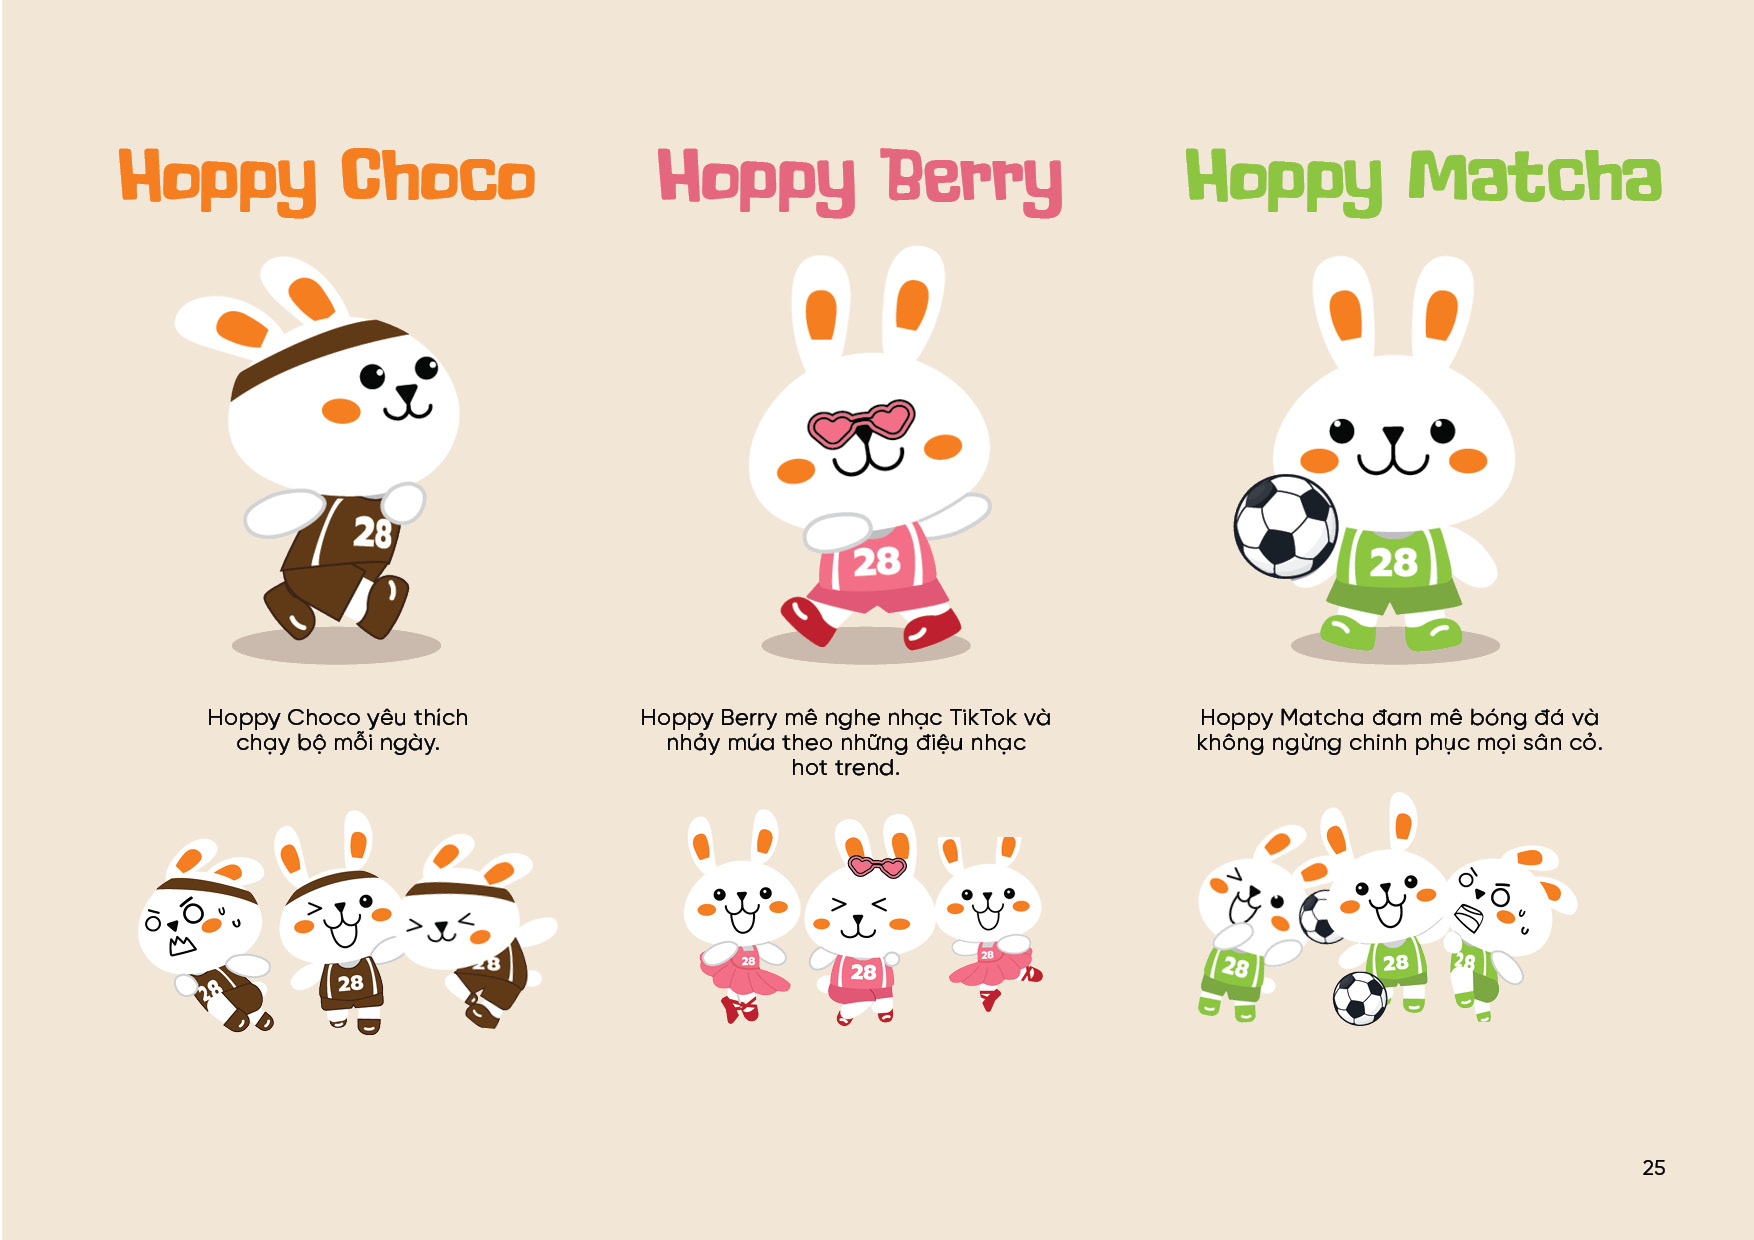 Hoppy Choco
Hoppy Berry
Hoppy Matcha
28
28
28
Hoppy Choco yêu thích
chạy bộ mỗi ngày.
Hoppy Berry mê nghe nhạc TikTok và
nhảy múa theo những điệu nhạc
hot trend.
Hoppy Matcha đam mê bóng đá và
không ngừng chinh phục mọi sân cỏ.
28
28
28
28
28
28
28
28
28
25